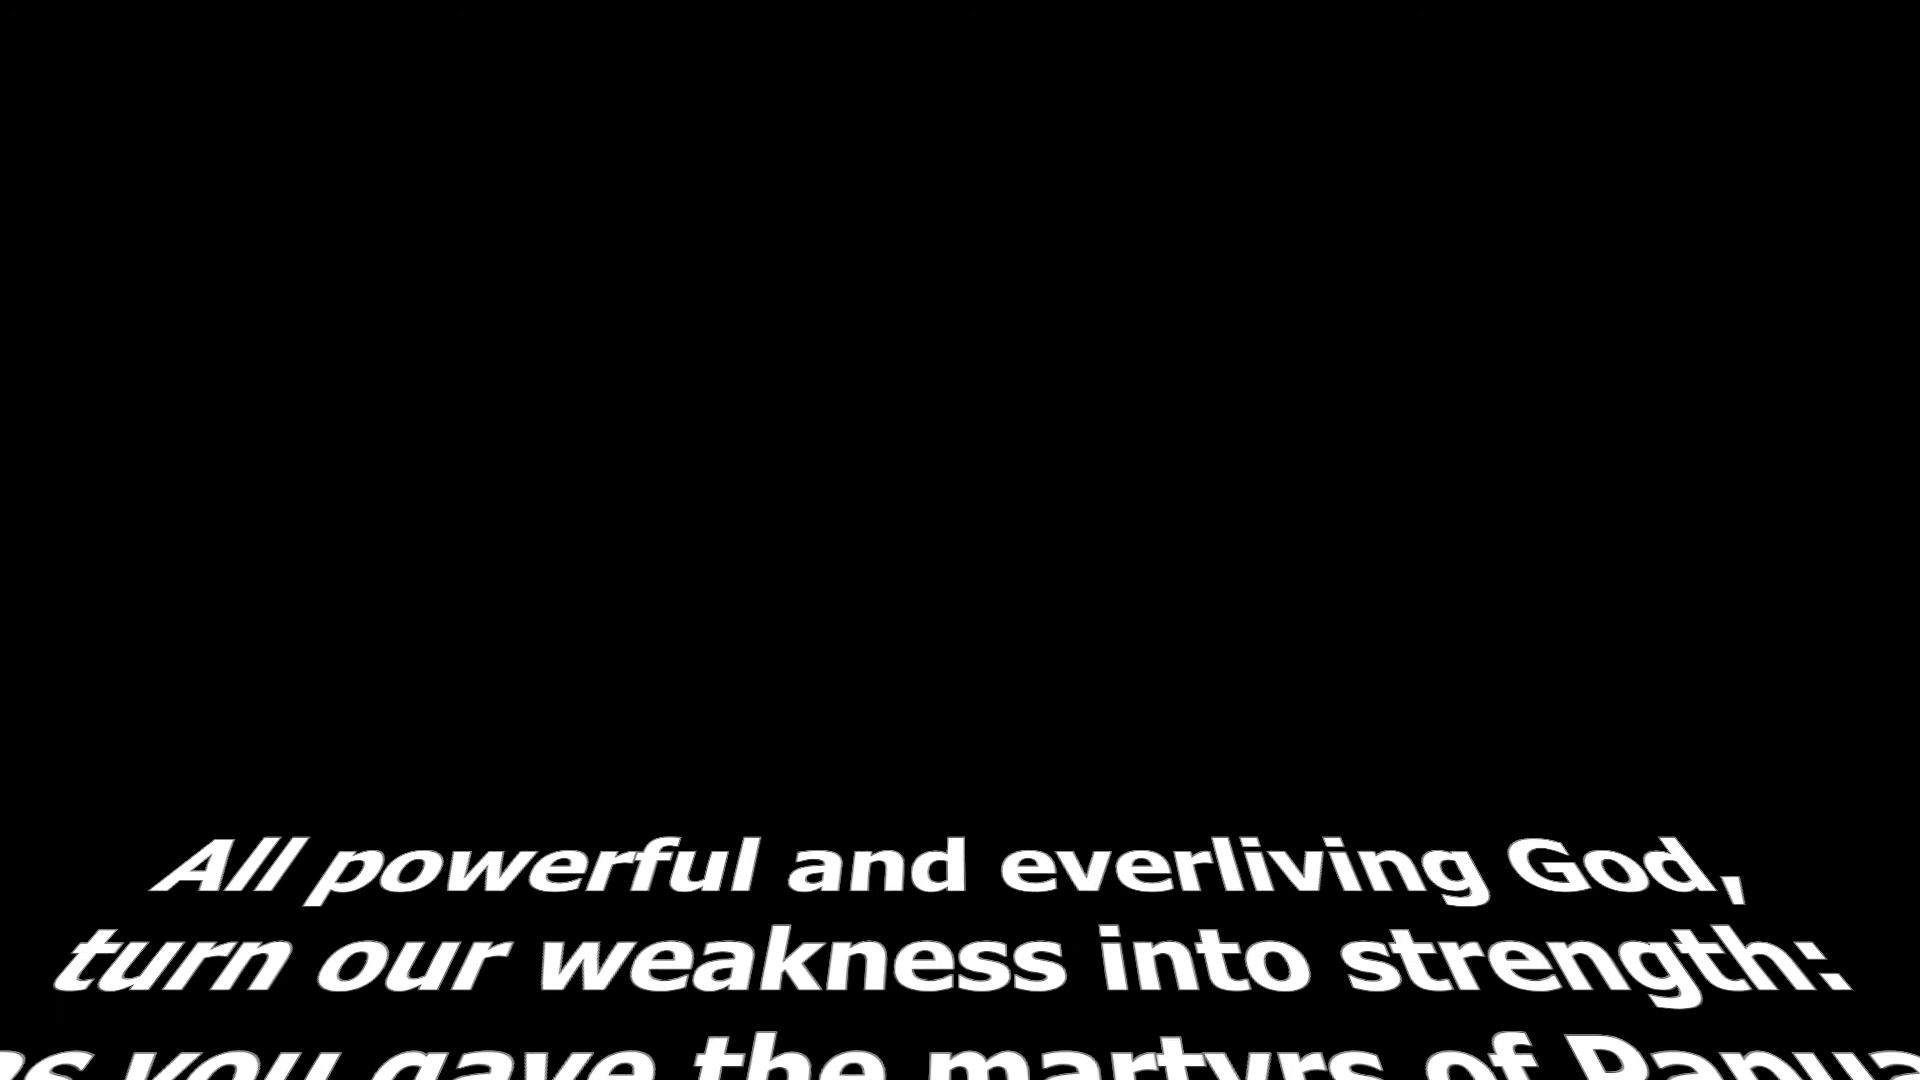 All powerful and everliving God,
turn our weakness into strength:
as you gave the martyrs of Papua